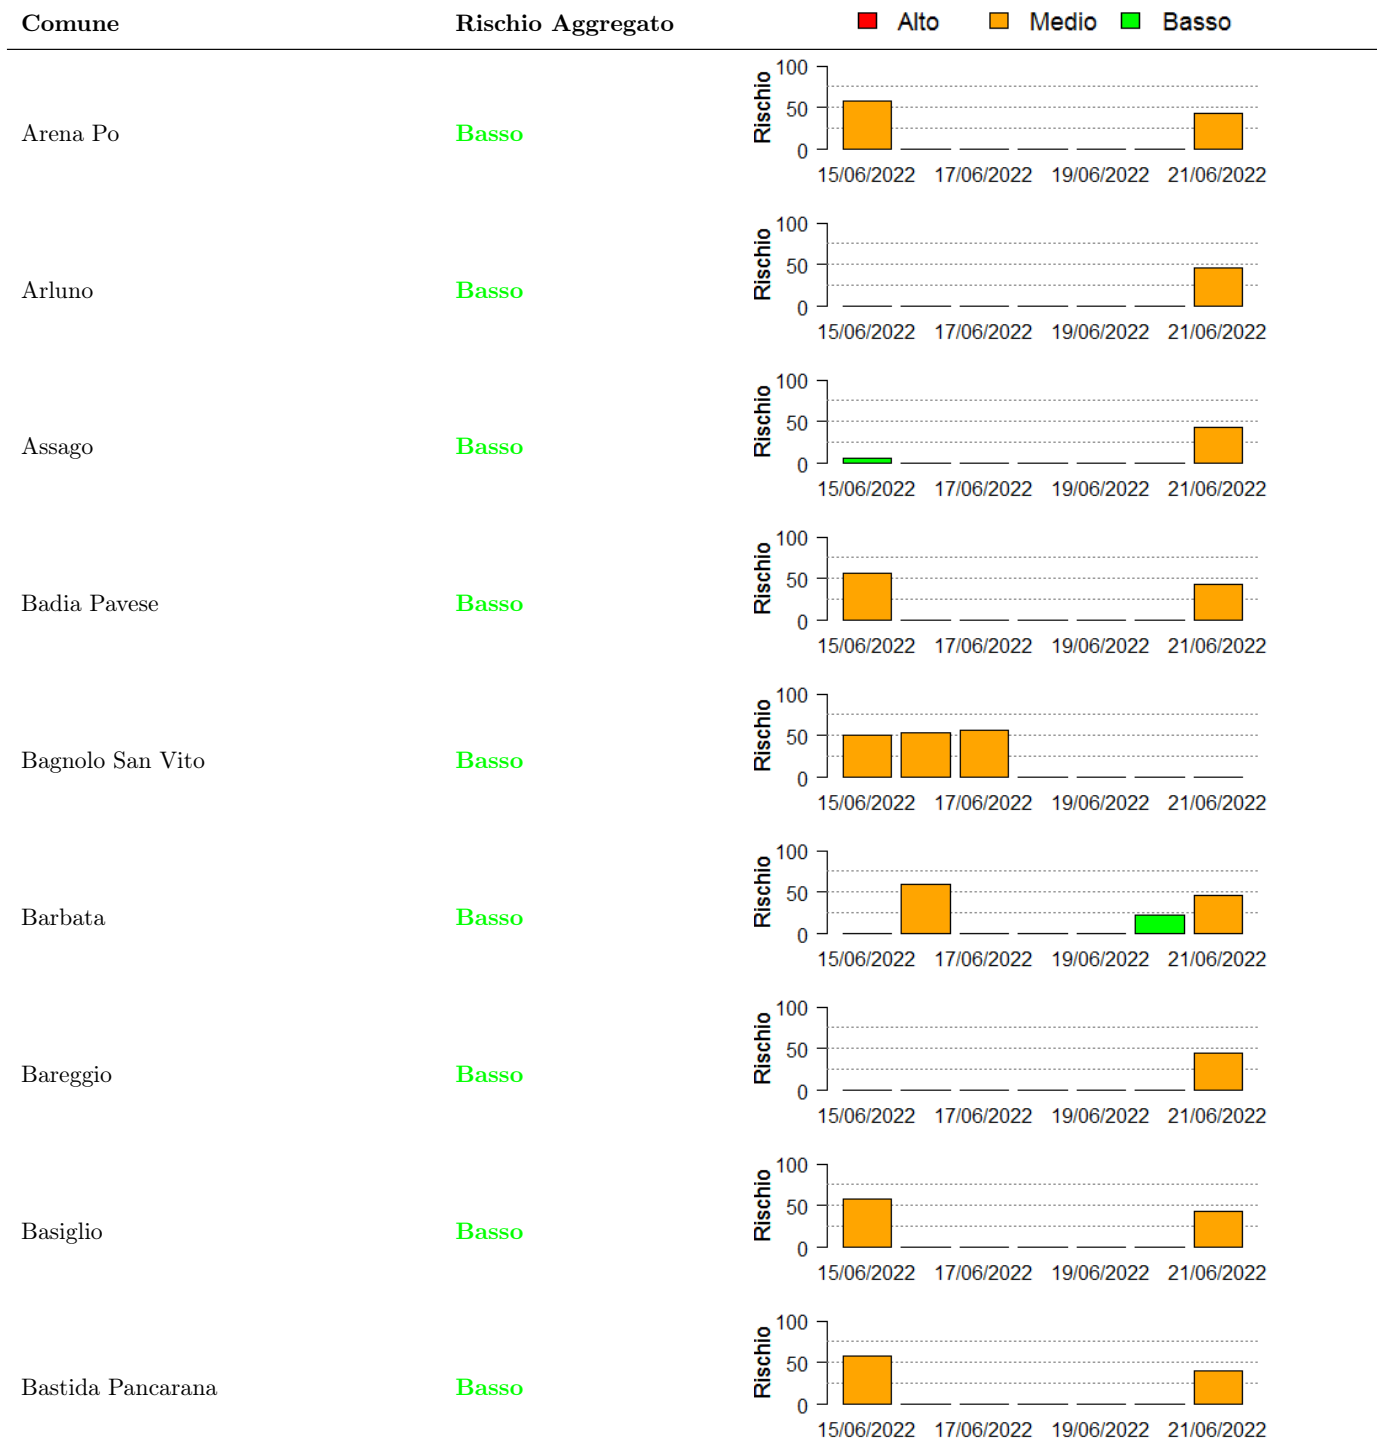 Comune Rischio Aggregato Alto Medio Basso
100
50
0
Rischio
Arena Po Basso
15/06/2022 17/06/2022 19/06/2022 21/06/2022
100
50
0
Rischio
Arluno Basso
15/06/2022 17/06/2022 19/06/2022 21/06/2022
100
50
0
Rischio
Assago Basso
15/06/2022 17/06/2022 19/06/2022 21/06/2022
100
50
0
Rischio
Badia Pavese Basso
15/06/2022 17/06/2022 19/06/2022 21/06/2022
100
50
0
Rischio
Bagnolo San Vito Basso
15/06/2022 17/06/2022 19/06/2022 21/06/2022
100
50
0
Rischio
Barbata Basso
15/06/2022 17/06/2022 19/06/2022 21/06/2022
100
50
0
Rischio
Bareggio Basso
15/06/2022 17/06/2022 19/06/2022 21/06/2022
100
50
0
Rischio
Basiglio Basso
15/06/2022 17/06/2022 19/06/2022 21/06/2022
100
50
0
Rischio
Bastida Pancarana Basso
15/06/2022 17/06/2022 19/06/2022 21/06/2022